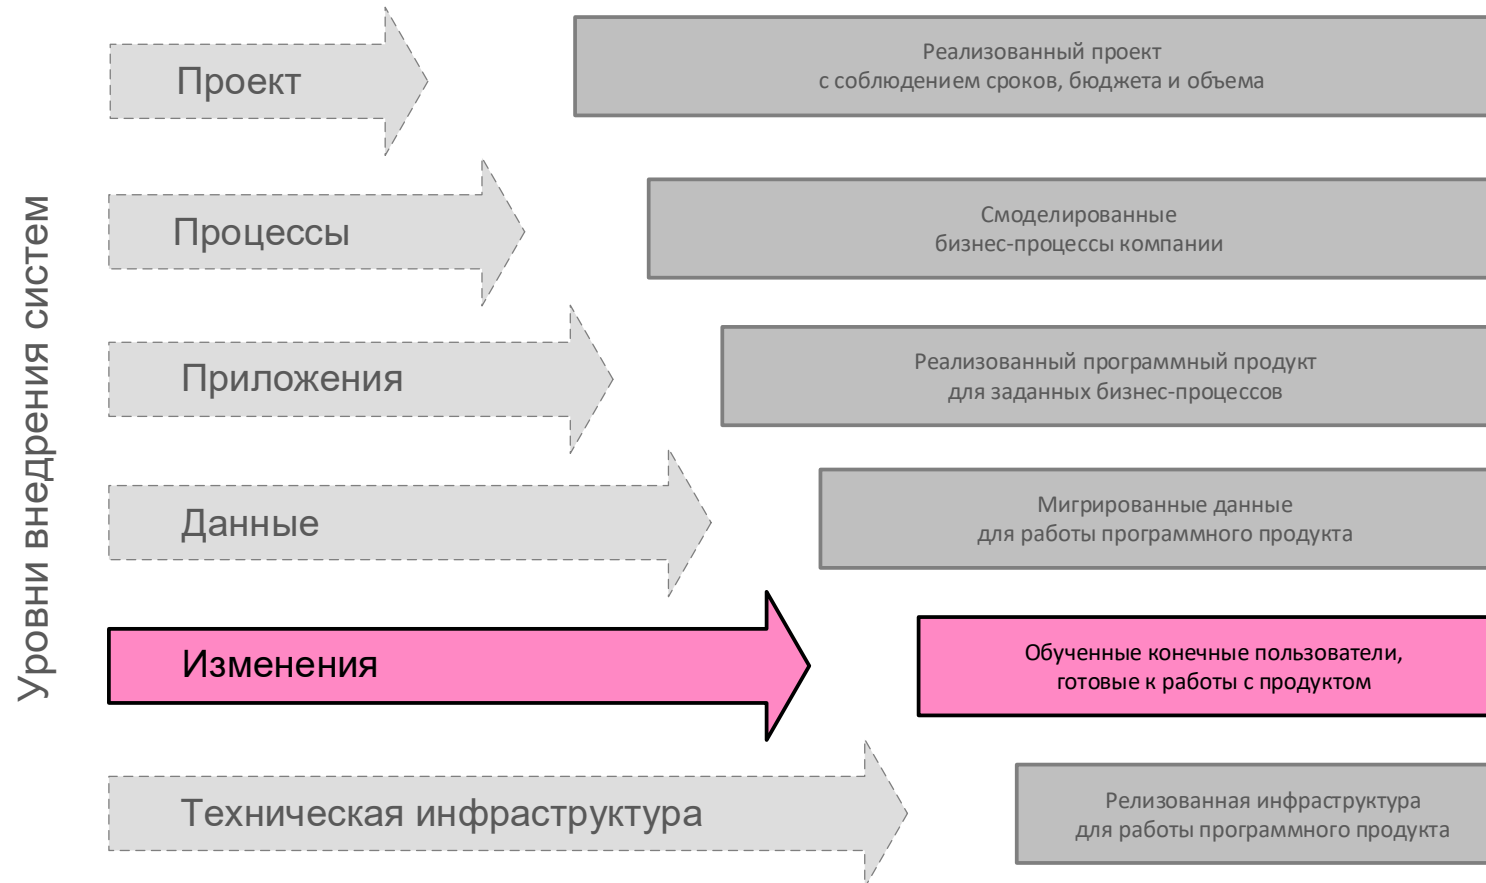 Уровни внедрения систем
Проект
Реализованный проект
с соблюдением сроков, бюджета и объема
Процессы
Смоделированные
бизнес-процессы компании
Приложения
Реализованный программный продукт
для заданных бизнес-процессов
Данные
Мигрированные данные
для работы программного продукта
Изменения
Обученные конечные пользователи,
готовые к работы с продуктом
Техническая инфраструктура
Релизованная инфраструктура
для работы программного продукта